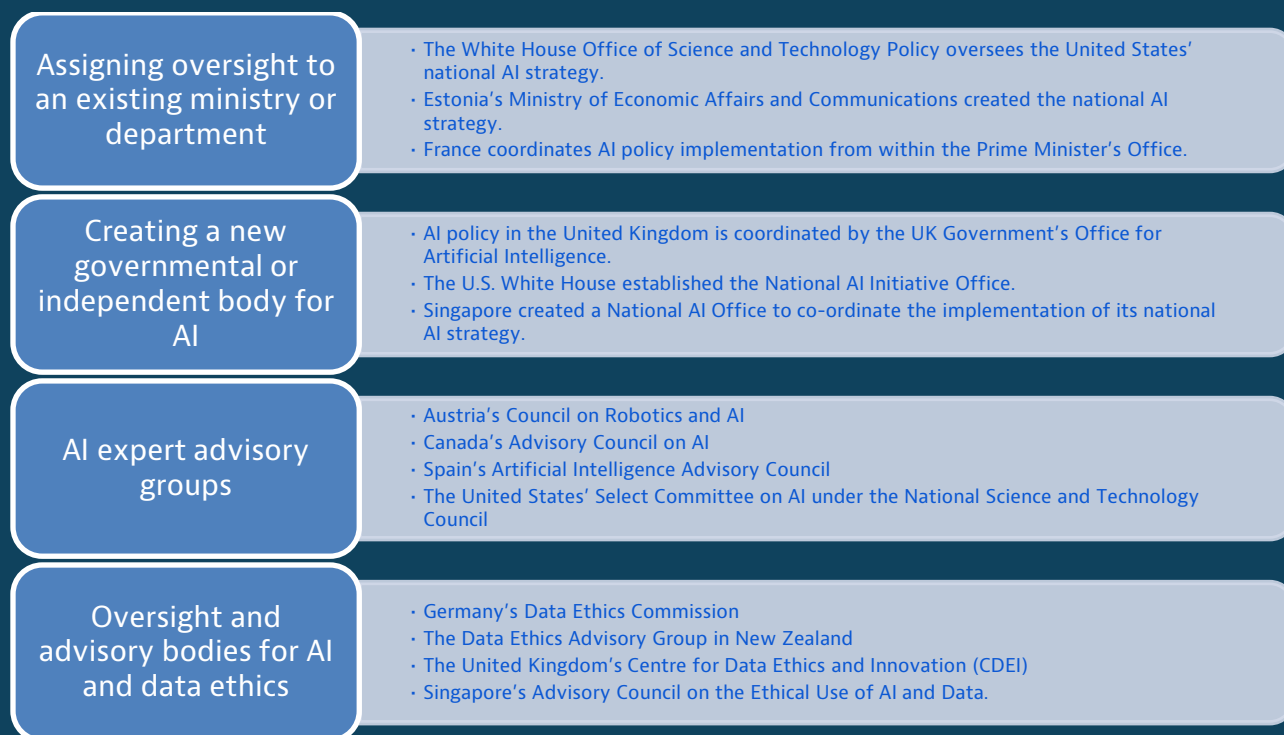 Assigning oversight to
an existing ministry or
department
· The White House Office of Science and Technology Policy oversees the United States’
national AI strategy.
· Estonia’s Ministry of Economic Affairs and Communications created the national AI
strategy.
· France coordinates AI policy implementation from within the Prime Minister’s Office.
Creating a new
governmental or
independent body for
AI
· AI policy in the United Kingdom is coordinated by the UK Government’s Office for
Artificial Intelligence.
· The U.S. White House established the National AI Initiative Office.
· Singapore created a National AI Office to co-ordinate the implementation of its national
AI strategy.
AI expert advisory
groups
· Austria’s Council on Robotics and AI
· Canada’s Advisory Council on AI
· Spain’s Artificial Intelligence Advisory Council
· The United States’ Select Committee on AI under the National Science and Technology
Council
Oversight and
advisory bodies for AI
and data ethics
· Germany’s Data Ethics Commission
· The Data Ethics Advisory Group in New Zealand
· The United Kingdom’s Centre for Data Ethics and Innovation (CDEI)
· Singapore’s Advisory Council on the Ethical Use of AI and Data.